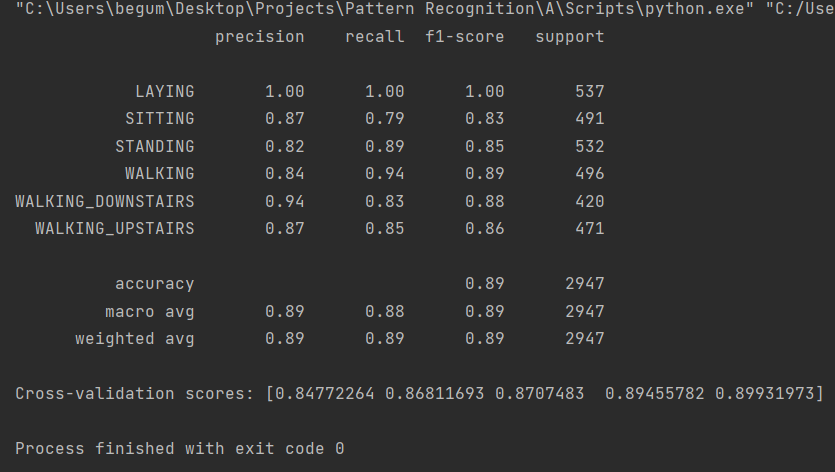 "C:\Users\begum\Desktop\Projects\Pattern Recognition\A\Scripts\python.exe" "C:/Use
precision recall f1-score support
LAYING 1.00 1.00 1.00 537
SITTING 0.87 0.79 0.83 491
STANDING 0.82 0.89 0.85 532
WALKING 0.84 0.94 0.89 496
WALKING_DOWNSTAIRS 0.94 0.83 0.88 420
WALKING_UPSTAIRS 0.87 0.85 0.86 471
accuracy 0.89 2947
macro avg 0.89 0.88 0.89 2947
weighted avg 0.89 0.89 0.89 2947
Cross-validation scores: [0.84772264 0.86811693 0.8707483 0.89455782 0.89931973]
Process finished with exit code 0